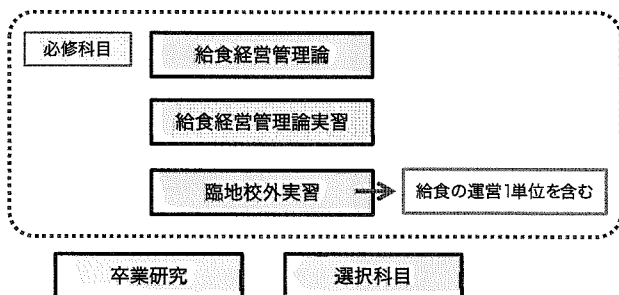 必修科目
給食経営管理論
給食経営管理論実習
臨地校外実習
給食の運営1単位を含む
卒業研究
選択科目